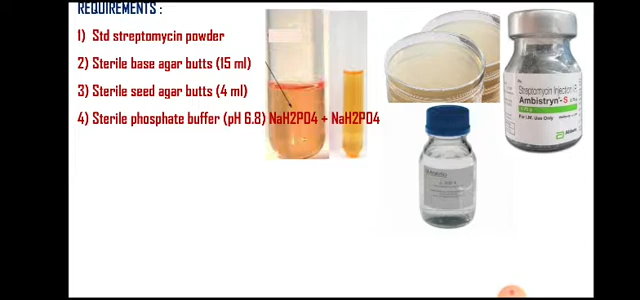 REQUIREMENTS :
1) Std streptomycin powder
2) Sterile base agar butts (15 ml)
3) Sterile seed agar butts (4 ml)
4) Sterile phosphate buffer (pH 6.8) NaH2PO4 + NaH2PO4
Streptomycin Injection I.P.
Ambistryn-S
For I.M. Use Only
Abbott